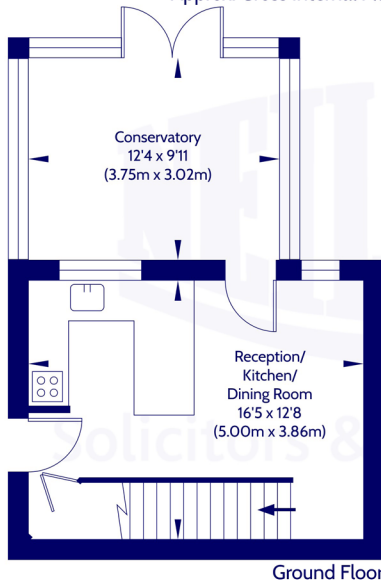 Conservatory
12'4 x 9'11
(3.75m x 3.02m)
Reception/
Kitchen/
Dining Room
16'5 x 12'8
(5.00m x 3.86m)
Solicitors &
Ground Floor